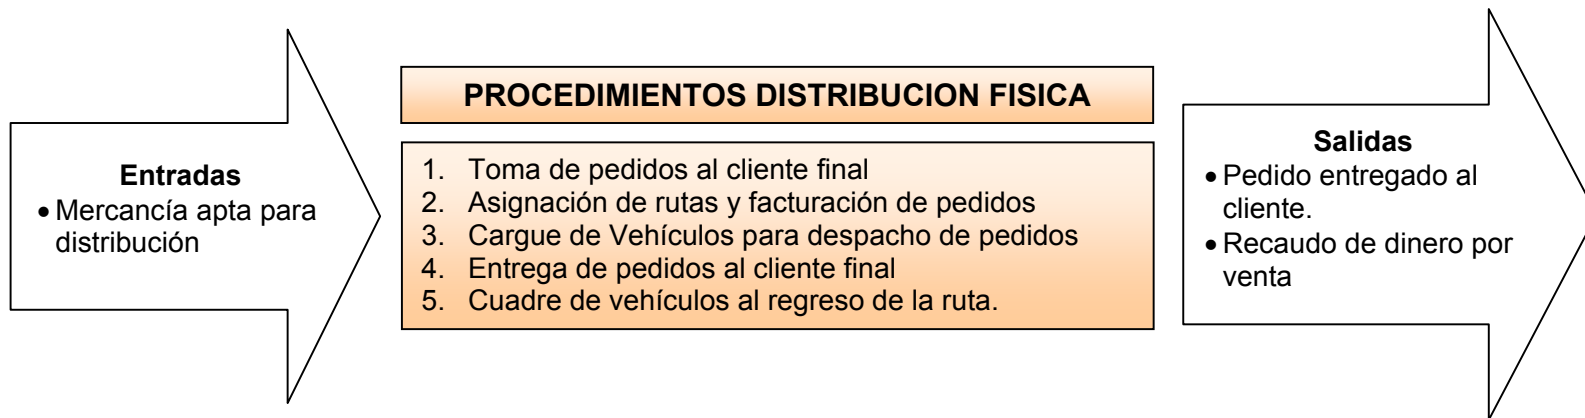 Entradas
• Mercancía apta para
distribución
PROCEDIMIENTOS DISTRIBUCION FISICA
1. Toma de pedidos al cliente final
2. Asignación de rutas y facturación de pedidos
3. Cargue de Vehículos para despacho de pedidos
4. Entrega de pedidos al cliente final
5. Cuadre de vehículos al regreso de la ruta.
Salidas
• Pedido entregado al
cliente.
• Recaudo de dinero por
venta